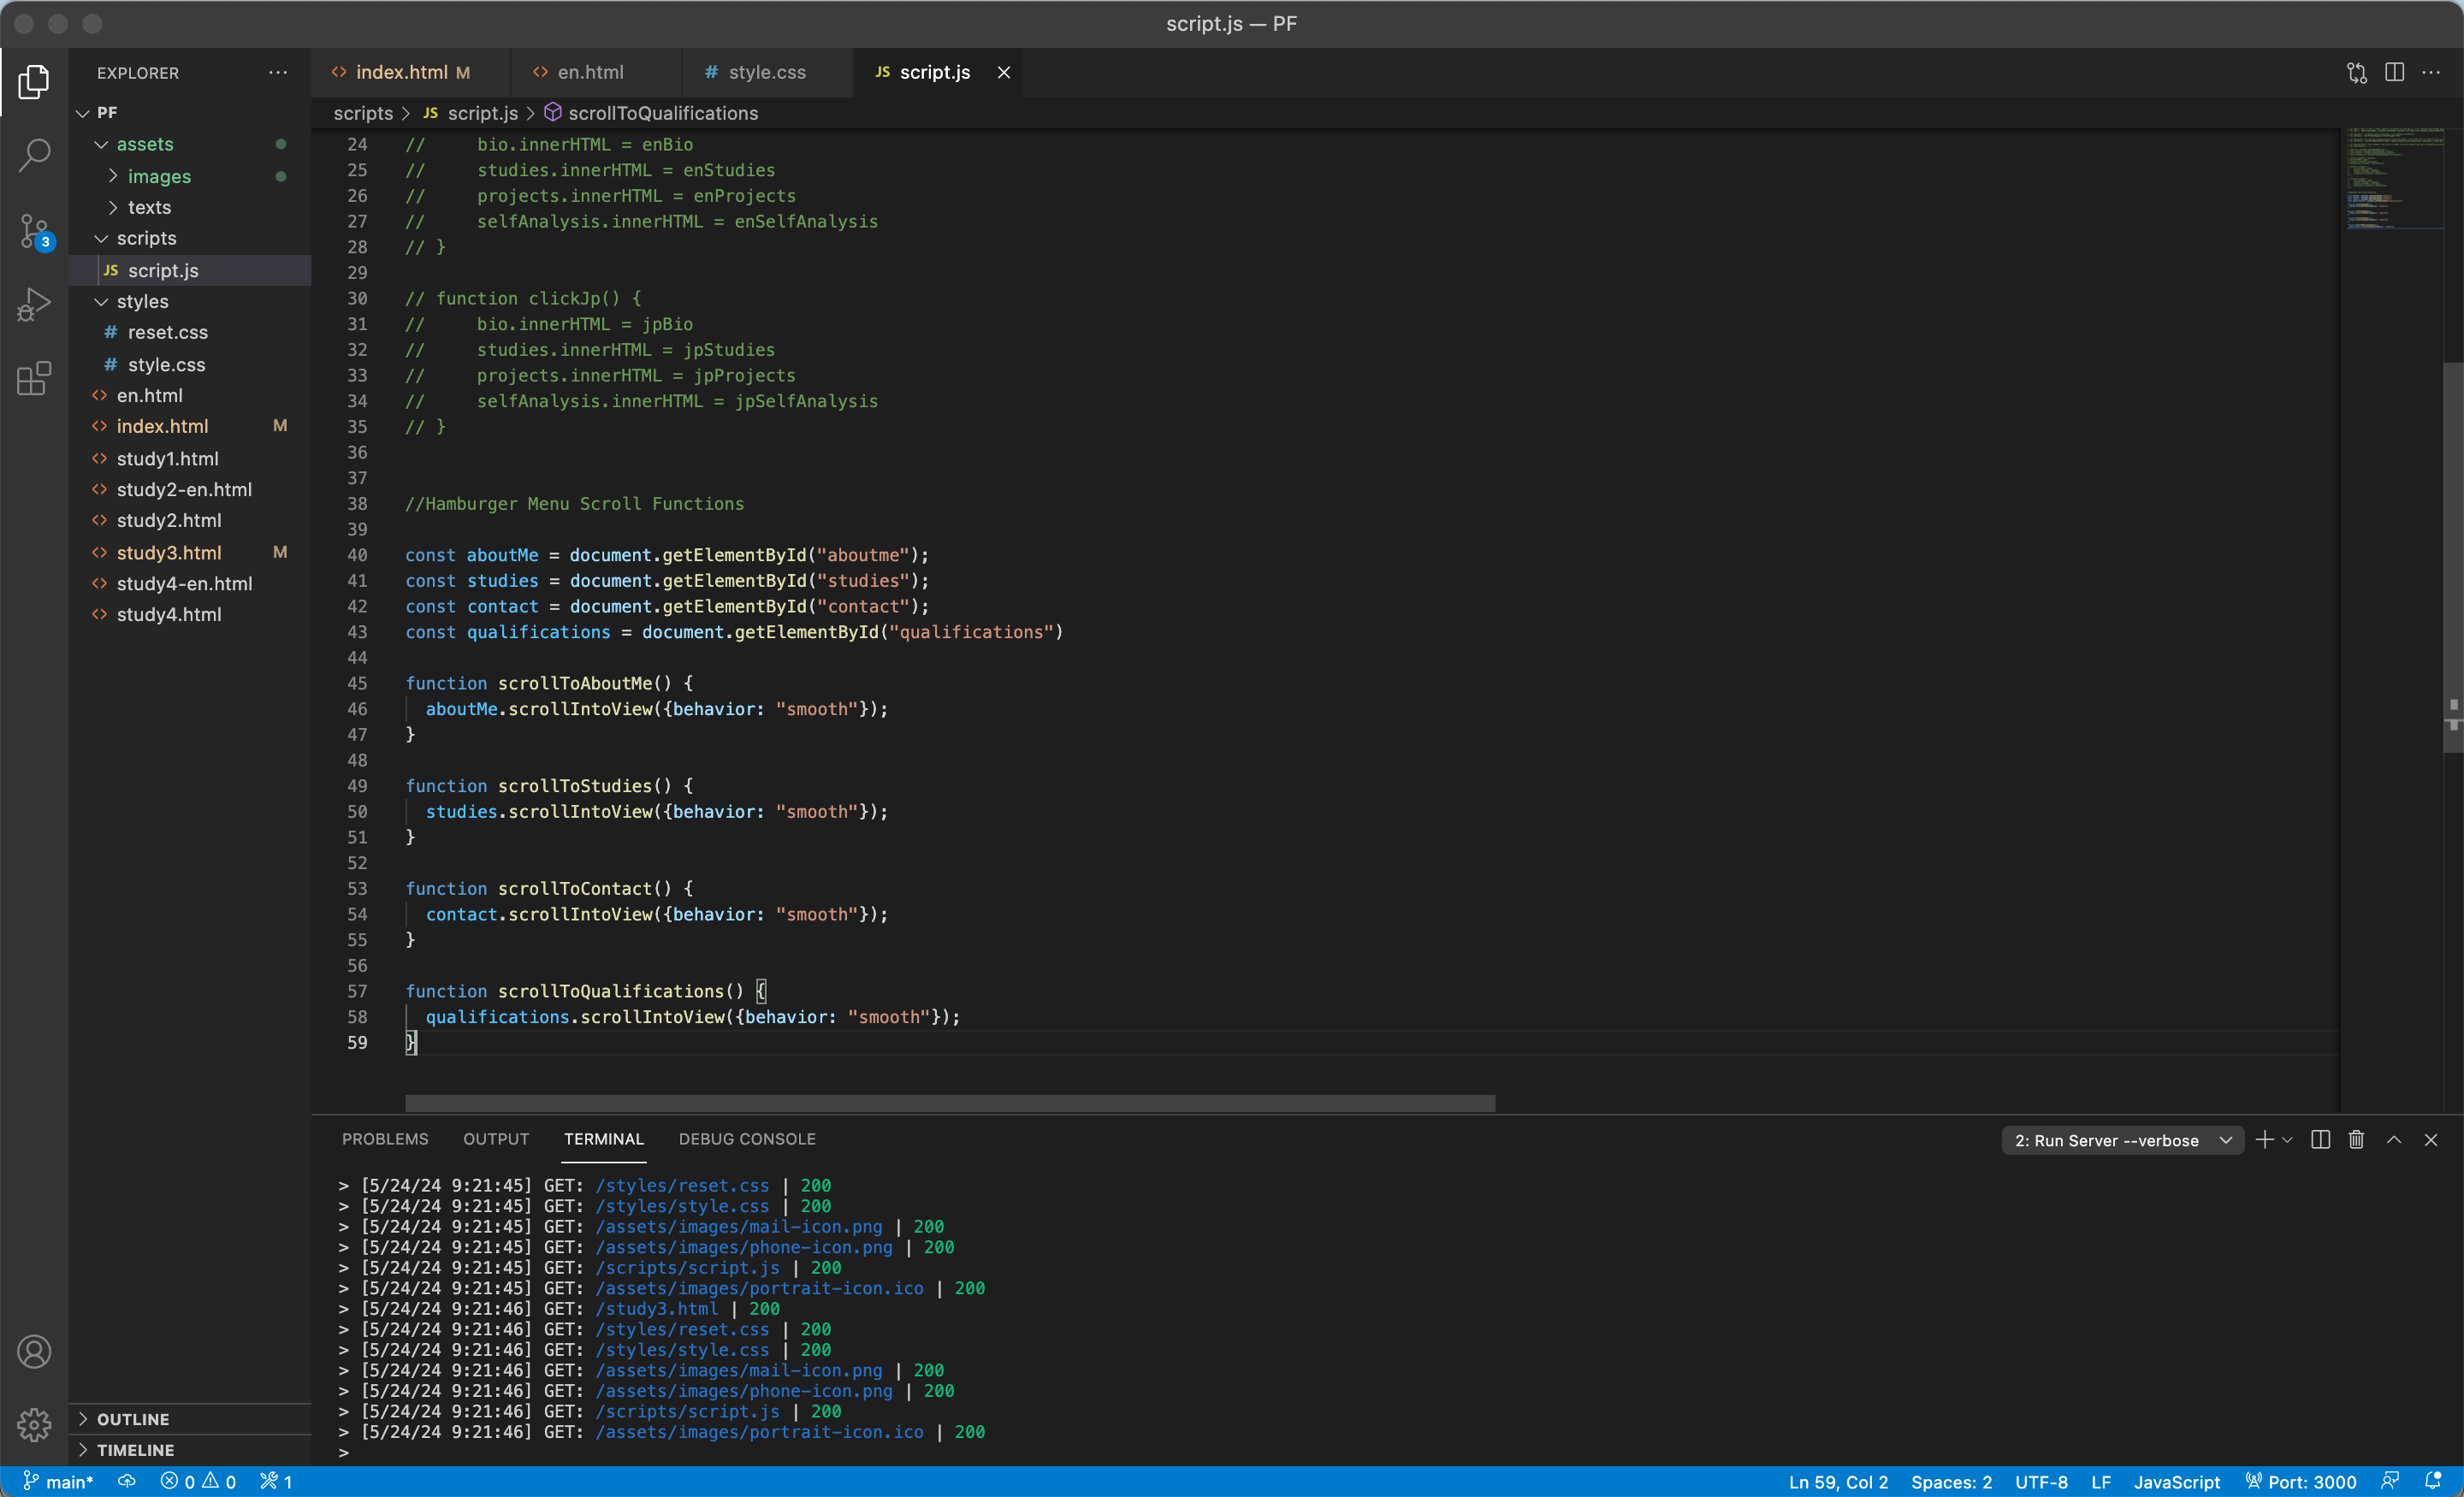 script.js — PF
EXPLORER
index.html M
en.html
style.css
JS script.js
PF
assets
images
texts
scripts
JS script.js
styles
# reset.css
# style.css
en.html
index.html M
study1.html
study2-en.html
study2.html
study3.html M
study4-en.html
study4.html
OUTLINE
TIMELINE
3
scripts > JS script.js > scrollToQualifications
24 //     bio.innerHTML = enBio
25 //     studies.innerHTML = enStudies
26 //     projects.innerHTML = enProjects
27 //     selfAnalysis.innerHTML = enSelfAnalysis
28 // }
29
30 // function clickJp() {
31 //     bio.innerHTML = jpBio
32 //     studies.innerHTML = jpStudies
33 //     projects.innerHTML = jpProjects
34 //     selfAnalysis.innerHTML = jpSelfAnalysis
35 // }
36
37
38 //Hamburger Menu Scroll Functions
39
40 const aboutMe = document.getElementById("aboutme");
41 const studies = document.getElementById("studies");
42 const contact = document.getElementById("contact");
43 const qualifications = document.getElementById("qualifications")
44
45 function scrollToAboutMe() {
46   aboutMe.scrollIntoView({behavior: "smooth"});
47 }
48
49 function scrollToStudies() {
50   studies.scrollIntoView({behavior: "smooth"});
51 }
52
53 function scrollToContact() {
54   contact.scrollIntoView({behavior: "smooth"});
55 }
56
57 function scrollToQualifications() {
58   qualifications.scrollIntoView({behavior: "smooth"});
59 }
PROBLEMS OUTPUT TERMINAL DEBUG CONSOLE
2: Run Server --verbose
> [5/24/24 9:21:45] GET: /styles/reset.css | 200
> [5/24/24 9:21:45] GET: /styles/style.css | 200
> [5/24/24 9:21:45] GET: /assets/images/mail-icon.png | 200
> [5/24/24 9:21:45] GET: /assets/images/phone-icon.png | 200
> [5/24/24 9:21:45] GET: /scripts/script.js | 200
> [5/24/24 9:21:45] GET: /assets/images/portrait-icon.ico | 200
> [5/24/24 9:21:46] GET: /study3.html | 200
> [5/24/24 9:21:46] GET: /styles/reset.css | 200
> [5/24/24 9:21:46] GET: /styles/style.css | 200
> [5/24/24 9:21:46] GET: /assets/images/mail-icon.png | 200
> [5/24/24 9:21:46] GET: /assets/images/phone-icon.png | 200
> [5/24/24 9:21:46] GET: /scripts/script.js | 200
> [5/24/24 9:21:46] GET: /assets/images/portrait-icon.ico | 200
>
main* 0 0 1
Ln 59, Col 2 Spaces: 2 UTF-8 LF JavaScript Port: 3000